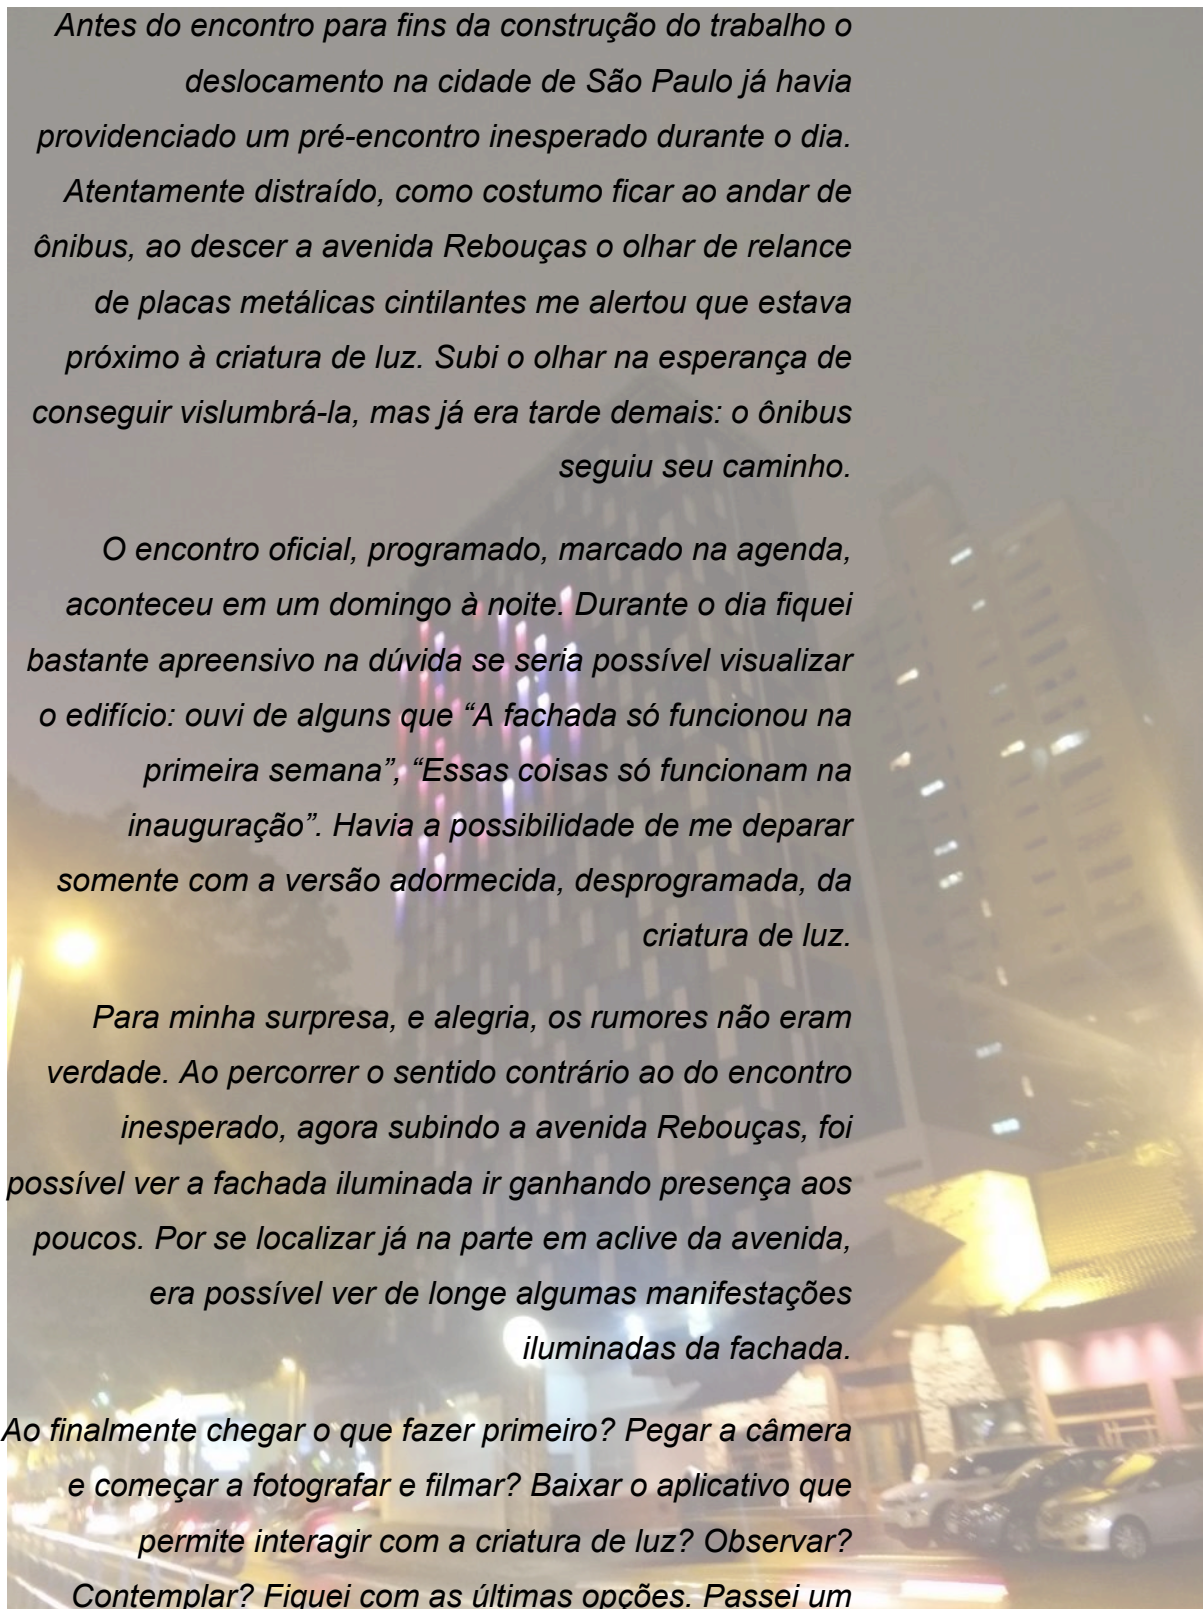 Antes do encontro para fins da construção do trabalho o
deslocamento na cidade de São Paulo já havia
providenciado um pré-encontro inesperado durante o dia.
Atentamente distraído, como costumo ficar ao andar de
ônibus, ao descer a avenida Rebouças o olhar de relance
de placas metálicas cintilantes me alertou que estava
próximo à criatura de luz. Subi o olhar na esperança de
conseguir vislumbrá-la, mas já era tarde demais: o ônibus
seguiu seu caminho.
O encontro oficial, programado, marcado na agenda,
aconteceu em um domingo à noite. Durante o dia fiquei
bastante apreensivo na dúvida se seria possível visualizar
o edifício: ouvi de alguns que “A fachada só funcionou na
primeira semana”, “Essas coisas só funcionam na
inauguração”. Havia a possibilidade de me deparar
somente com a versão adormecida, desprogramada, da
criatura de luz.
Para minha surpresa, e alegria, os rumores não eram
verdade. Ao percorrer o sentido contrário ao do encontro
inesperado, agora subindo a avenida Rebouças, foi
possível ver a fachada iluminada ir ganhando presença aos
poucos. Por se localizar já na parte em aclive da avenida,
era possível ver de longe algumas manifestações
iluminadas da fachada.
Ao finalmente chegar o que fazer primeiro? Pegar a câmera
e começar a fotografar e filmar? Baixar o aplicativo que
permite interagir com a criatura de luz? Observar?
Contemplar? Fiquei com as últimas opções. Passei um